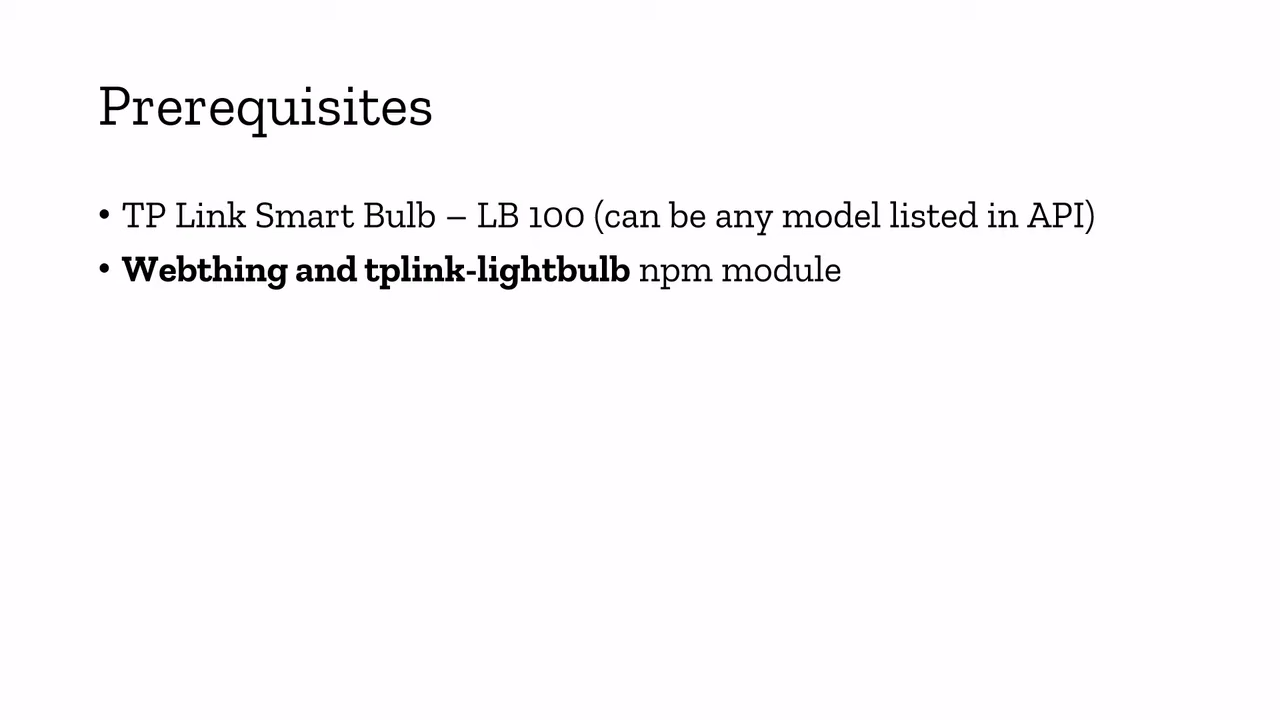 Prerequisites
• TP Link Smart Bulb – LB 100 (can be any model listed in API)
• Webthing and tplink-lightbulb npm module